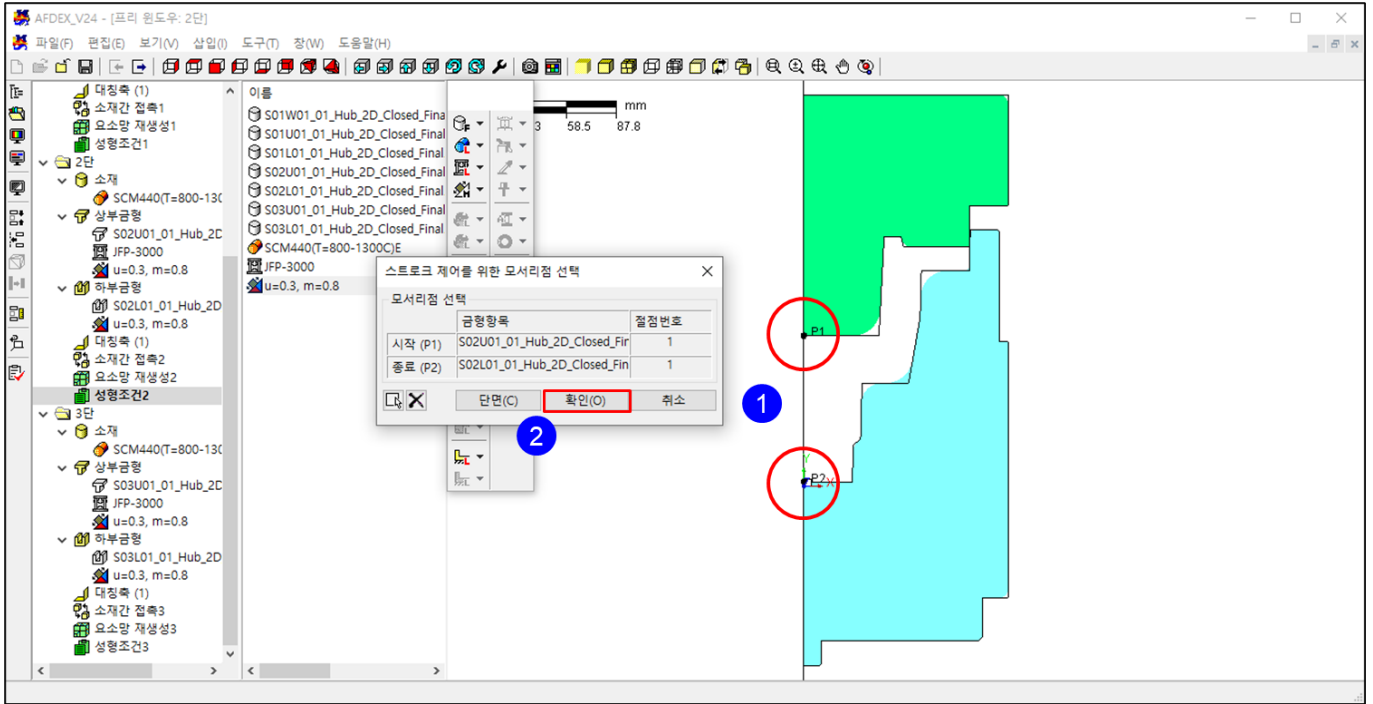 AFDEX_V24 - [프리 윈도우: 2단]
파일(F) 편집(E) 보기(V) 삽입(I) 도구(T) 창(W) 도움말(H)
대칭축 (1)
소재간 접촉1
요소망 재생성1
성형조건1
2단
소재
SCM440(T=800-130
상부금형
S02U01_01_Hub_2D
JFP-3000
u=0.3, m=0.8
하부금형
S02L01_01_Hub_2D
u=0.3, m=0.8
대칭축 (1)
소재간 접촉2
요소망 재생성2
성형조건2
3단
소재
SCM440(T=800-130
상부금형
S03U01_01_Hub_2D
JFP-3000
u=0.3, m=0.8
하부금형
S03L01_01_Hub_2D
u=0.3, m=0.8
대칭축 (1)
소재간 접촉3
요소망 재생성3
성형조건3
이름
S01W01_01_Hub_2D_Closed_Fina
S01U01_01_Hub_2D_Closed_Final
S01L01_01_Hub_2D_Closed_Final
S02U01_01_Hub_2D_Closed_Final
S02L01_01_Hub_2D_Closed_Final
S03U01_01_Hub_2D_Closed_Final
S03L01_01_Hub_2D_Closed_Final
SCM440(T=800-1300C)E
JFP-3000
u=0.3, m=0.8
mm
3 58.5 87.8
스트로크 제어를 위한 모서리점 선택
모서리점 선택
금형항목 절점번호
시작 (P1) S02U01_01_Hub_2D_Closed_Fir 1
종료 (P2) S02L01_01_Hub_2D_Closed_Fin 1
단면(C) 확인(O) 취소
2
1
P1
Y
P2 X